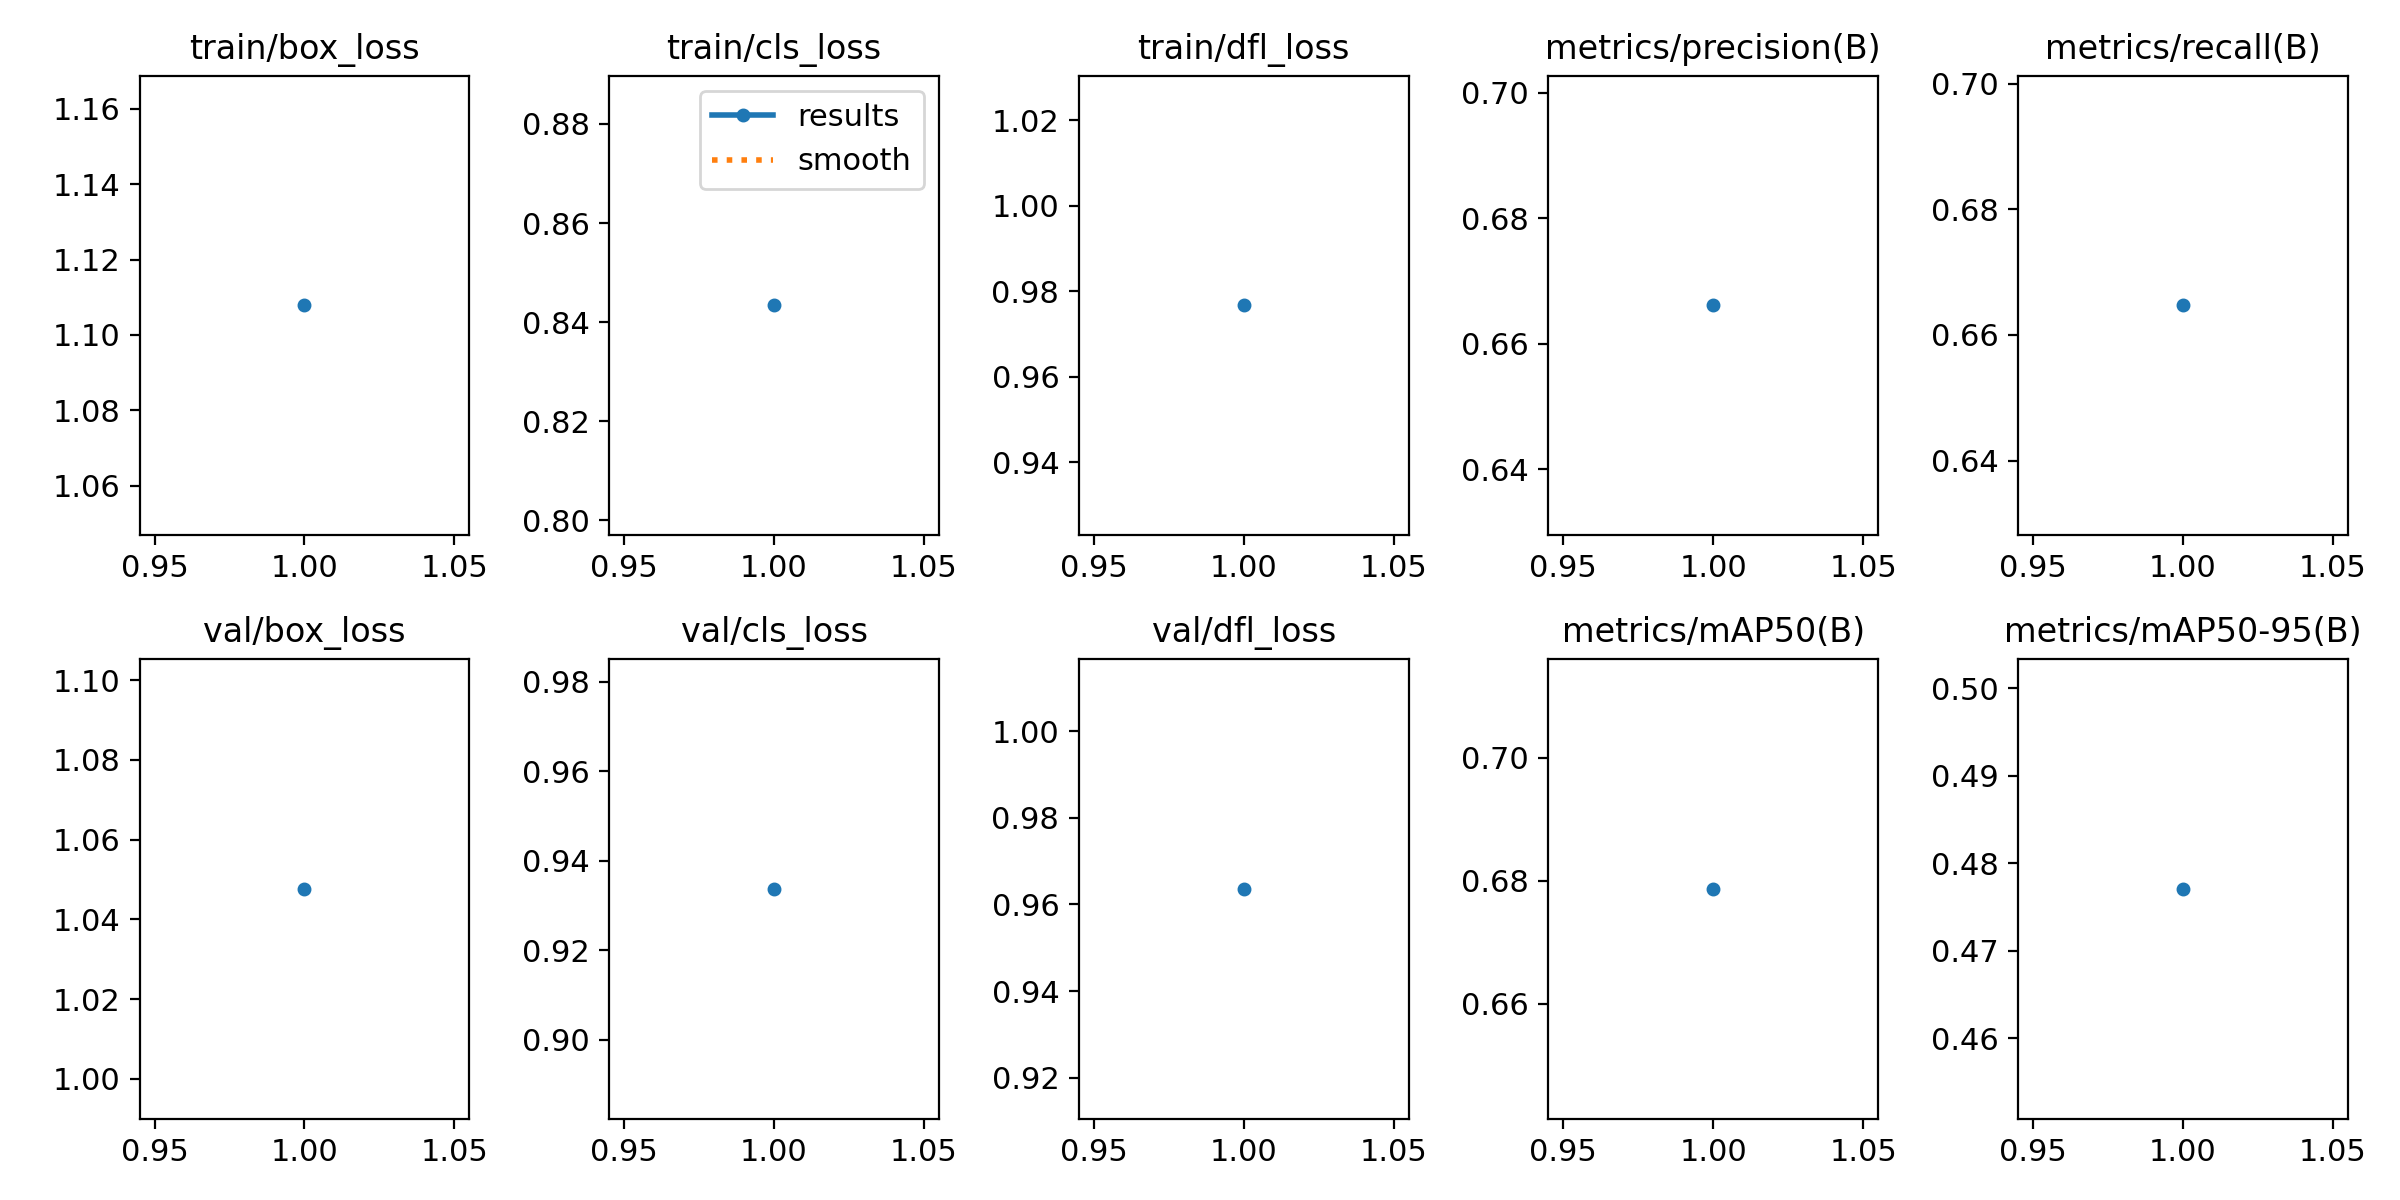 train/box_loss
1.16
1.14
1.12
1.10
1.08
1.06
0.95 1.00 1.05
train/cls_loss
results
smooth
0.88
0.86
0.84
0.82
0.80
0.95 1.00 1.05
train/dfl_loss
1.02
1.00
0.98
0.96
0.94
0.95 1.00 1.05
metrics/precision(B)
0.70
0.68
0.66
0.64
0.95 1.00 1.05
metrics/recall(B)
0.70
0.68
0.66
0.64
0.95 1.00 1.05
val/box_loss
1.10
1.08
1.06
1.04
1.02
1.00
0.95 1.00 1.05
val/cls_loss
0.98
0.96
0.94
0.92
0.90
0.95 1.00 1.05
val/dfl_loss
1.00
0.98
0.96
0.94
0.92
0.95 1.00 1.05
metrics/mAP50(B)
0.70
0.68
0.66
0.95 1.00 1.05
metrics/mAP50-95(B)
0.50
0.49
0.48
0.47
0.46
0.95 1.00 1.05